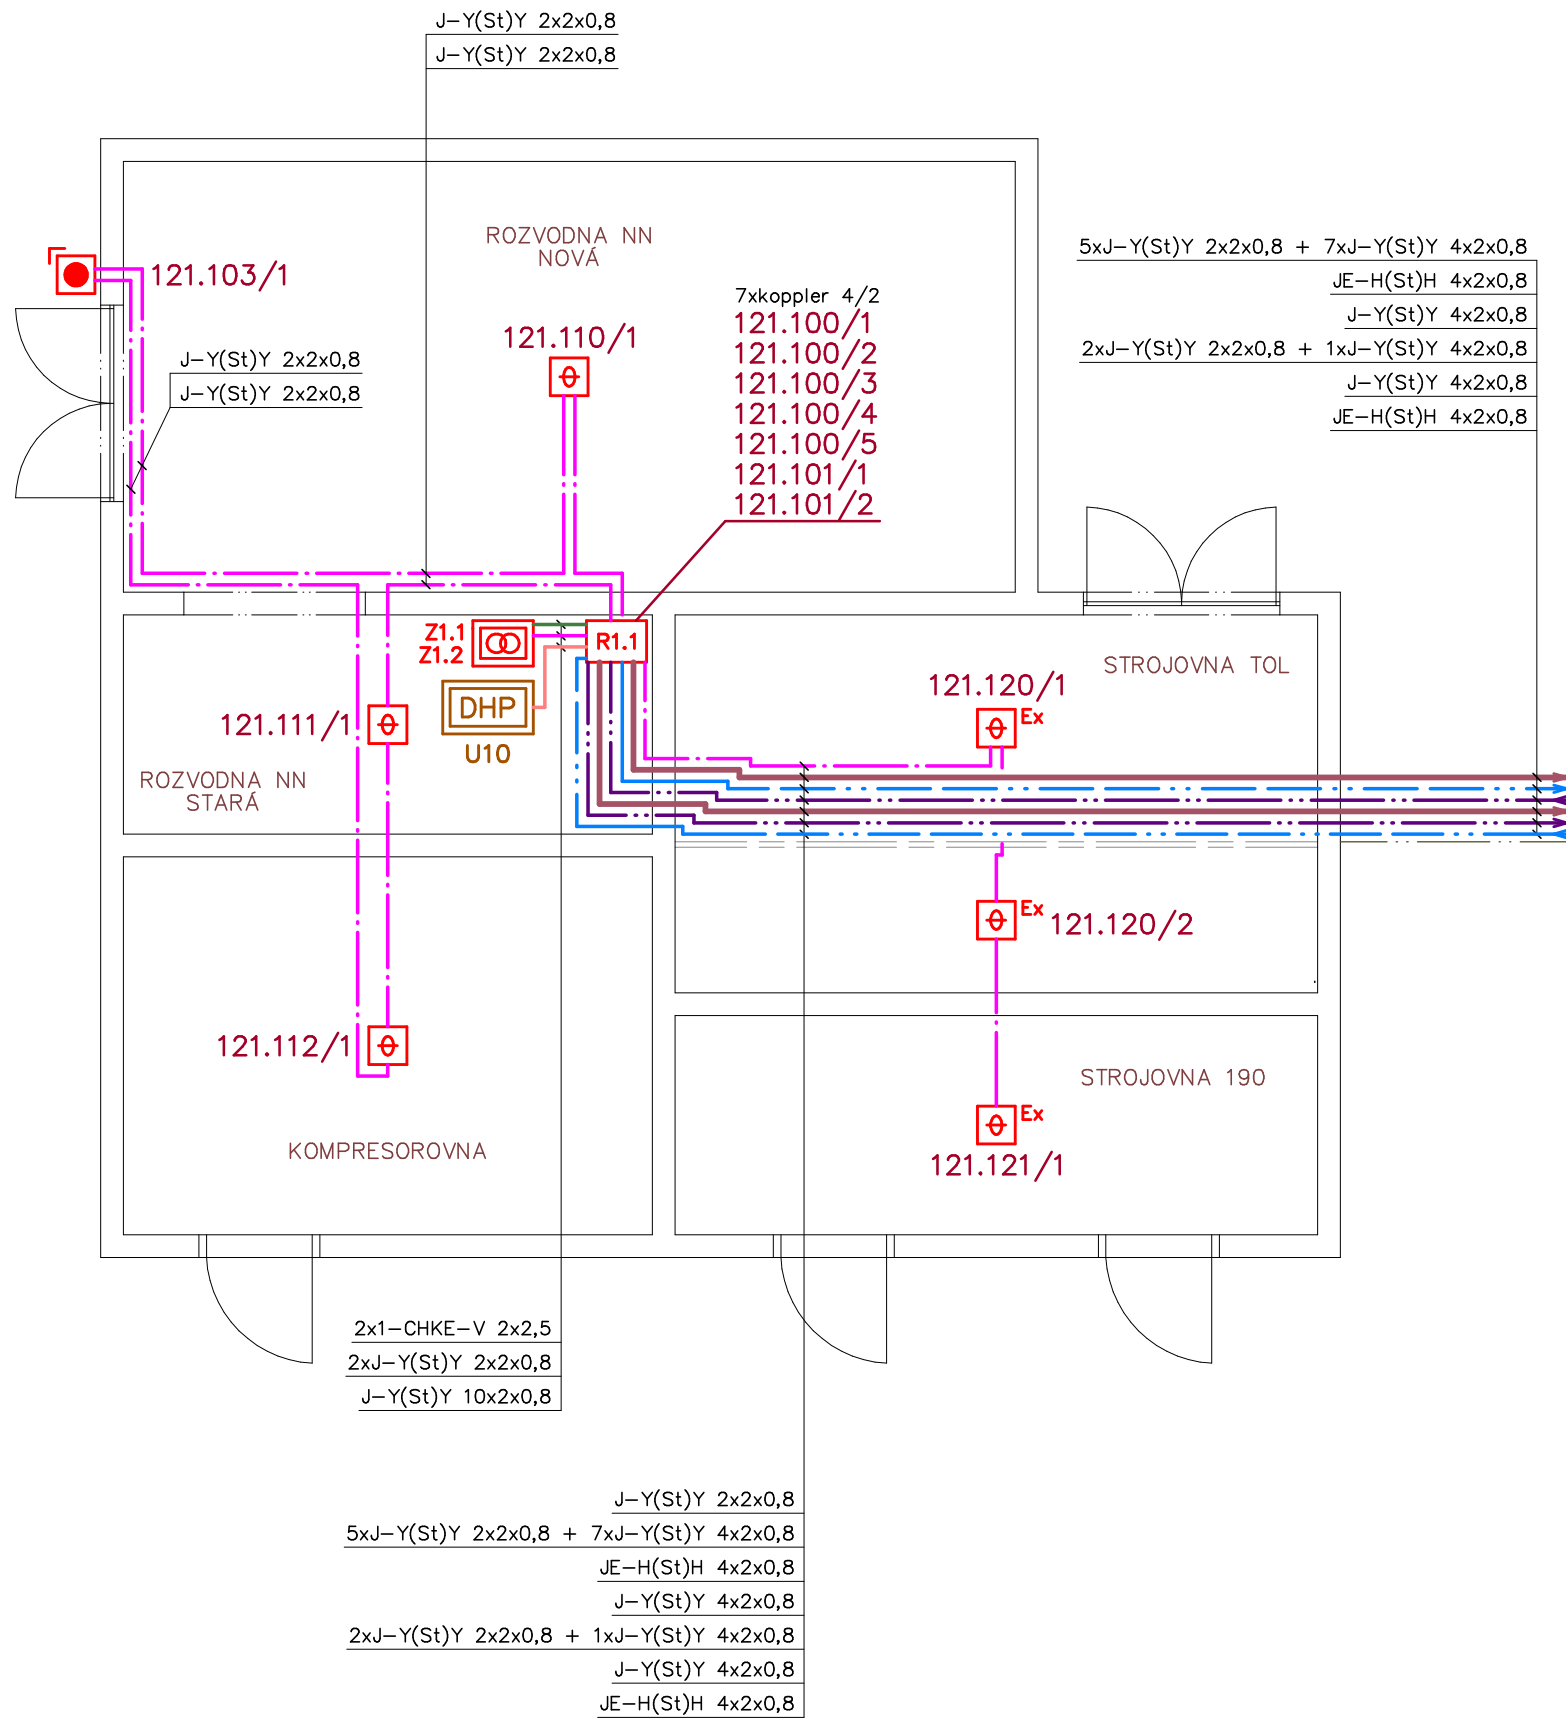 J-Y(St)Y 2x2x0,8
J-Y(St)Y 2x2x0,8
ROZVODNA NN
NOVÁ
121.103/1
5xJ-Y(St)Y 2x2x0,8 + 7xJ-Y(St)Y 4x2x0,8
JE-H(St)H 4x2x0,8
J-Y(St)Y 4x2x0,8
2xJ-Y(St)Y 2x2x0,8 + 1xJ-Y(St)Y 4x2x0,8
J-Y(St)Y 4x2x0,8
JE-H(St)H 4x2x0,8
7xkoppler 4/2
121.100/1
121.100/2
121.100/3
121.100/4
121.100/5
121.101/1
121.101/2
121.110/1
J-Y(St)Y 2x2x0,8
J-Y(St)Y 2x2x0,8
Z1.1
Z1.2
R1.1
DHP
U10
STROJOVNA TOL
121.120/1
Ex
121.111/1
ROZVODNA NN
STARÁ
Ex
121.120/2
121.112/1
STROJOVNA 190
Ex
121.121/1
KOMPRESOROVNA
2x1-CHKE-V 2x2,5
2xJ-Y(St)Y 2x2x0,8
J-Y(St)Y 10x2x0,8
J-Y(St)Y 2x2x0,8
5xJ-Y(St)Y 2x2x0,8 + 7xJ-Y(St)Y 4x2x0,8
JE-H(St)H 4x2x0,8
J-Y(St)Y 4x2x0,8
2xJ-Y(St)Y 2x2x0,8 + 1xJ-Y(St)Y 4x2x0,8
J-Y(St)Y 4x2x0,8
JE-H(St)H 4x2x0,8